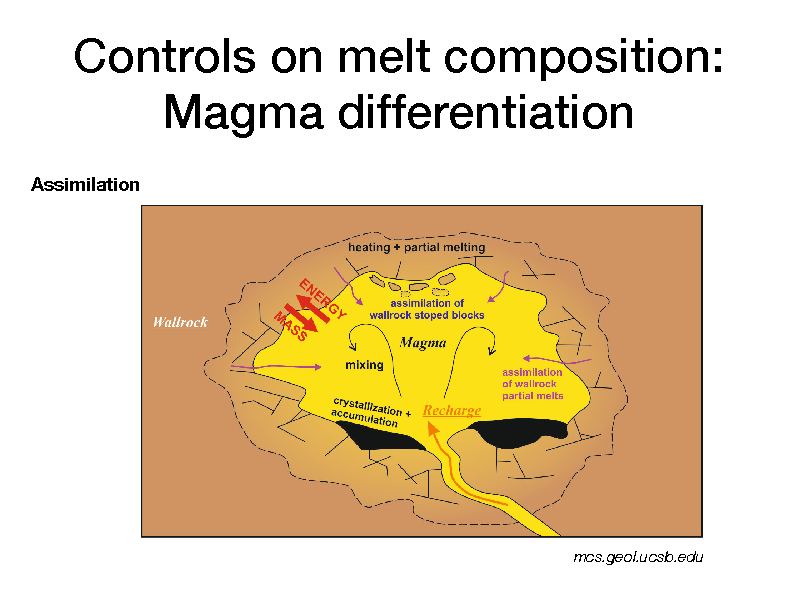 Controls on melt composition:
Magma differentiation
Assimilation
heating + partial melting
ENERGY
MASS
assimilation of
wallrock stoped blocks
Wallrock
Magma
mixing
assimilation
of wallrock
partial melts
crystallization +
accumulation
Recharge
mcs.geol.ucsb.edu